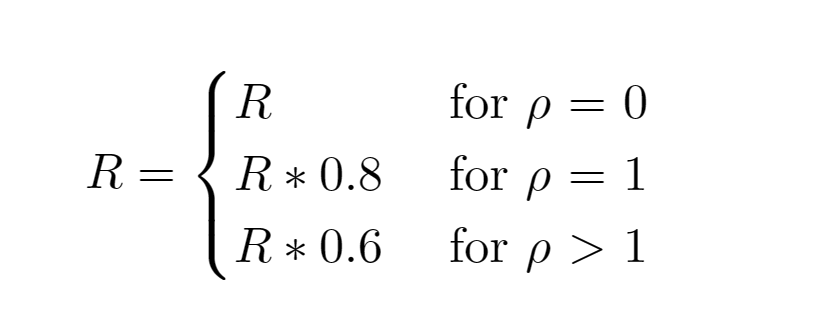 R = { R for ρ = 0
R * 0.8 for ρ = 1
R * 0.6 for ρ > 1